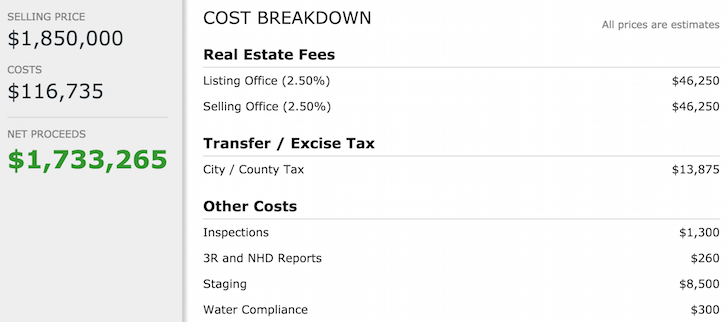 SELLING PRICE
$1,850,000
COSTS
$116,735
NET PROCEEDS
$1,733,265
COST BREAKDOWN
All prices are estimates
Real Estate Fees
Listing Office (2.50%) $46,250
Selling Office (2.50%) $46,250
Transfer / Excise Tax
City / County Tax $13,875
Other Costs
Inspections $1,300
3R and NHD Reports $260
Staging $8,500
Water Compliance $300